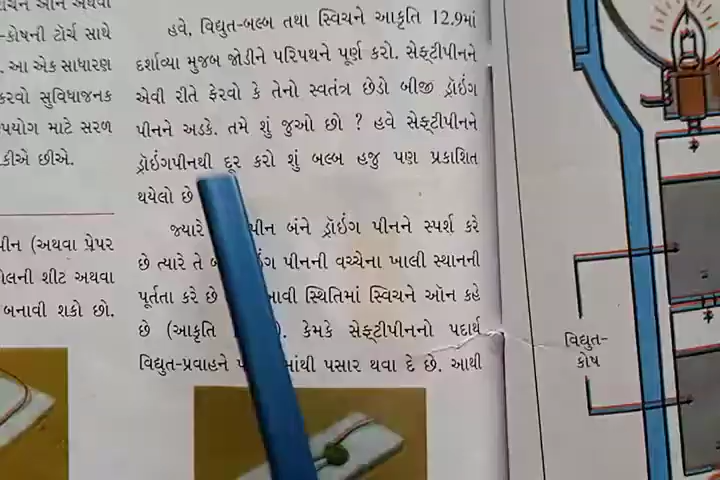 -કોષની ટોર્ચ સાથે
. આ એક સાધારણ
કરવો સુવિધાજનક
પયોગ માટે સરળ
કીએ છીએ.
પીન (અથવા પ્રેપર
લની શીટ અથવા
બનાવી શકો છો.
હવે, વિદ્યુત-બલ્બ તથા સ્વિચને આકૃતિ 12.9માં
દર્શાવ્યા મુજબ જોડીને પરિપથને પૂર્ણ કરો. સેફ્ટીપીનને
એવી રીતે ફેરવો કે તેનો સ્વતંત્ર છેડો બીજી ડ્રૉઇંગ
પીનને અડકે. તમે શું જુઓ છો ? હવે સેફ્ટીપીનને
ડ્રૉઇંગપીનથી દૂર કરો શું બલ્બ હજુ પણ પ્રકાશિત
થયેલો છે
જ્યારે પીન બંને ડ્રૉઇંગ પીનને સ્પર્શ કરે
છે ત્યારે તે પીનની વચ્ચેના ખાલી સ્થાનની
પૂર્તતા કરે છે આવી સ્થિતિમાં સ્વિચને ઑન કહે
છે (આકૃતિ ). કેમકે સેફ્ટીપીનનો પદાર્થ
વિદ્યુત-પ્રવાહને માંથી પસાર થવા દે છે. આથી
વિદ્યુત-
કોષ